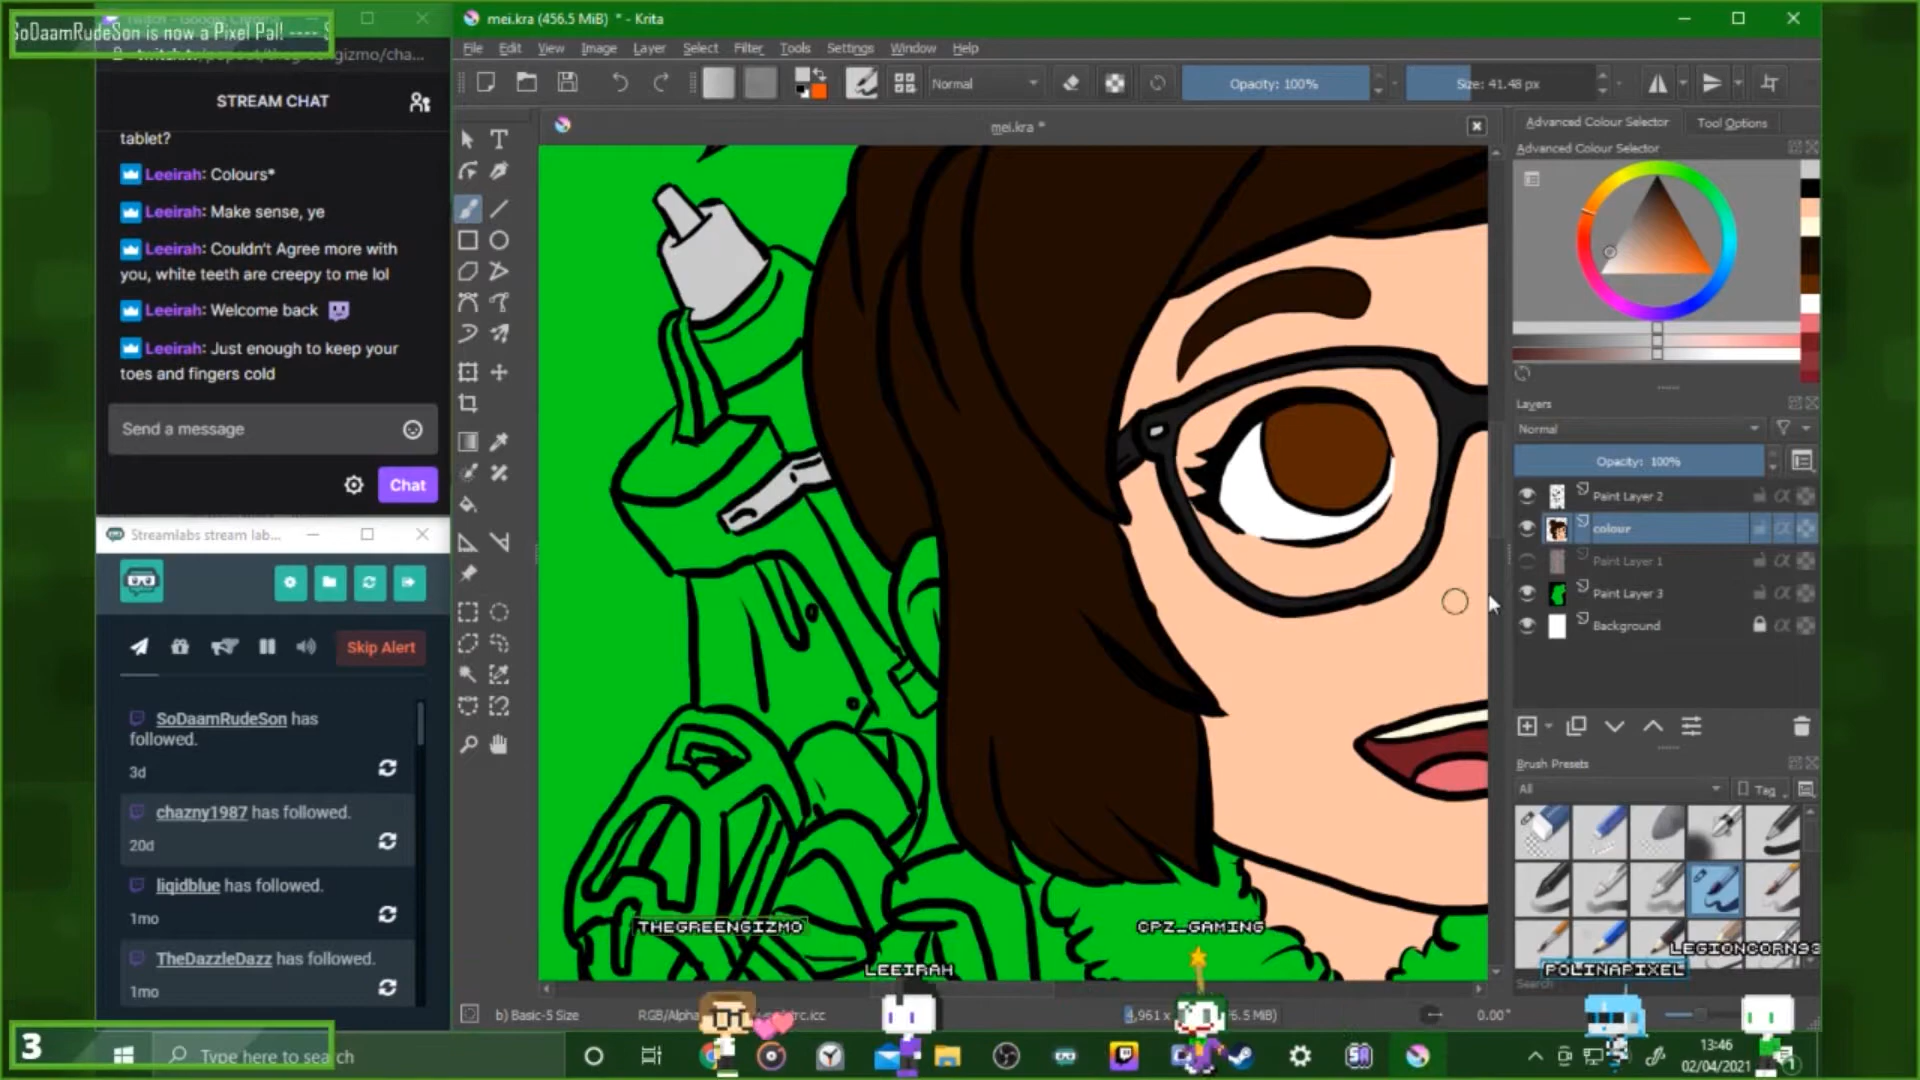 SoDaamRudeSon is now a Pixel Pal! ----
mei.kra (456.5 MiB) * - Krita
File Edit View Image Layer Select Filter Tools Settings Window Help
Normal
Opacity: 100%
Size: 41.48 px
STREAM CHAT
tablet?
Leeirah: Colours*
Leeirah: Make sense, ye
Leeirah: Couldn't Agree more with
you, white teeth are creepy to me lol
Leeirah: Welcome back
Leeirah: Just enough to keep your
toes and fingers cold
Send a message
Chat
Streamlabs stream lab...
Skip Alert
SoDaamRudeSon has
followed.
3d
chazny1987 has followed.
20d
liqidblue has followed.
1mo
TheDazzleDazz has followed.
1mo
mei.kra *
Advanced Colour Selector
Tool Options
Advanced Colour Selector
Layers
Normal
Opacity: 100%
Paint Layer 2
colour
Paint Layer 1
Paint Layer 3
Background
Brush Presets
All
Tag
Search
THEGREENGIZMO
CPZ_GAMING
LEEIRAH
LEGIONCORN93
POLINAPIXEL
b) Basic-5 Size
RGB/Alpha
rc.icc
4,961 x
0.00°
3
Type here to search
13:46
02/04/2021